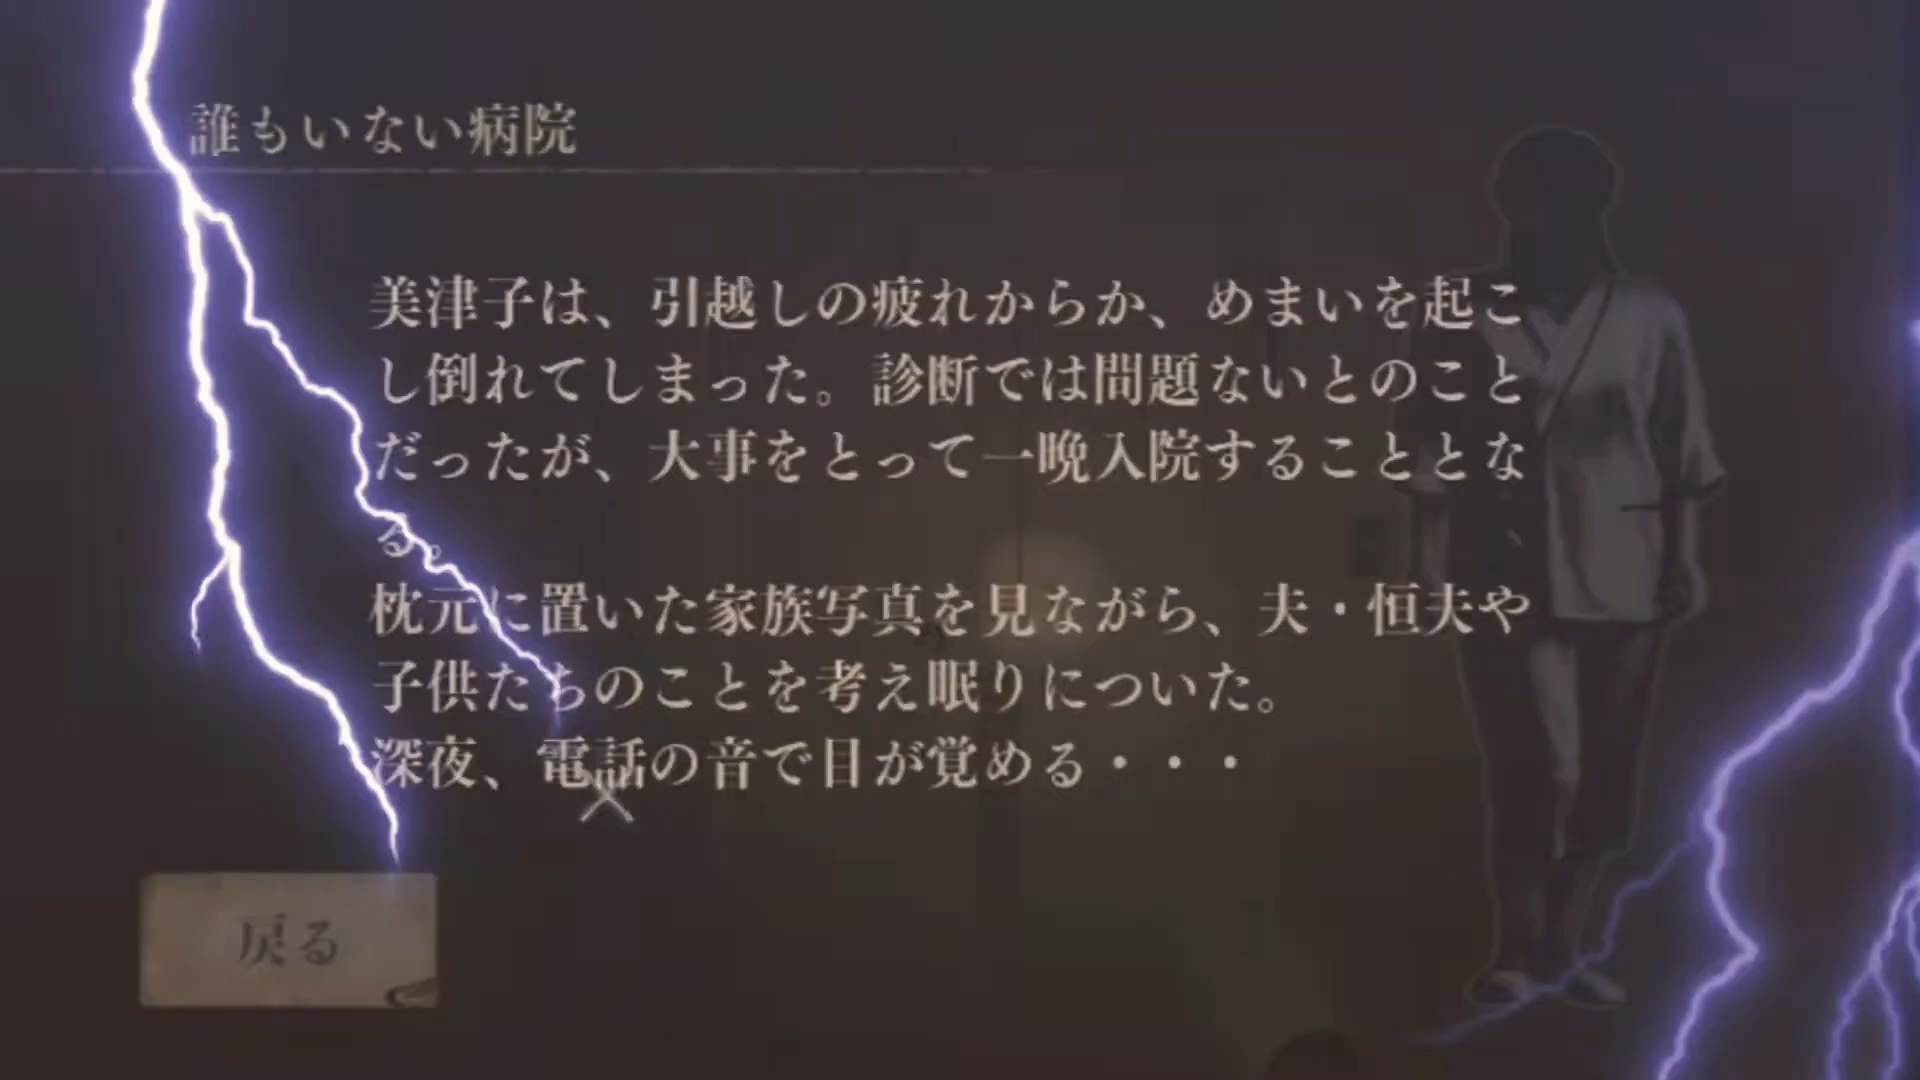 誰もいない病院
美津子は、引越しの疲れからか、めまいを起こ
し倒れてしまった。診断では問題ないとのこと
だったが、大事をとって一晩入院することとな
る。
枕元に置いた家族写真を見ながら、夫・恒夫や
子供たちのことを考え眠りについた。
深夜、電話の音で目が覚める・・・
戻る